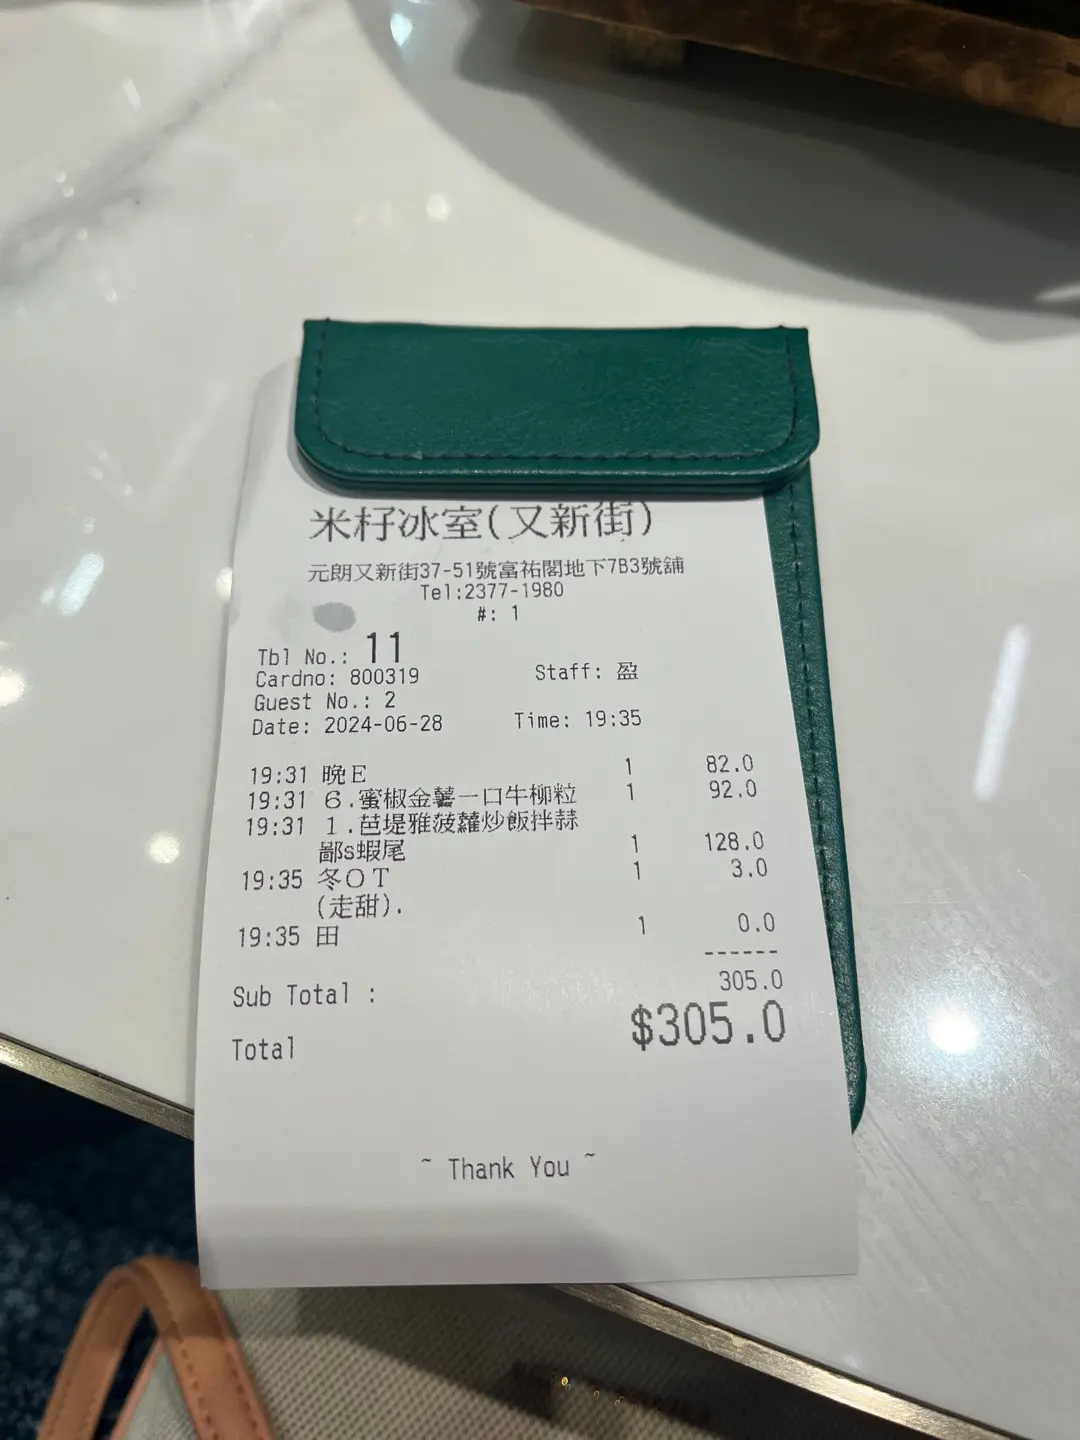 米籽冰室(又新街)
元朗又新街37-51號富祐閣地下7B3號舖
Tel:2377-1980
#: 1
Tbl No.: 11
Cardno: 800319 Staff: 盈
Guest No.: 2
Date: 2024-06-28 Time: 19:35
19:31 晚E 1 82.0
19:31 6.蜜椒金薯一口牛柳粒 1 92.0
19:31 1.芭堤雅菠蘿炒飯拌蒜
鄙s蝦尾 1 128.0
19:35 冬OT 1 3.0
(走甜).
19:35 田 1 0.0
------
Sub Total : 305.0
Total $305.0
~ Thank You ~